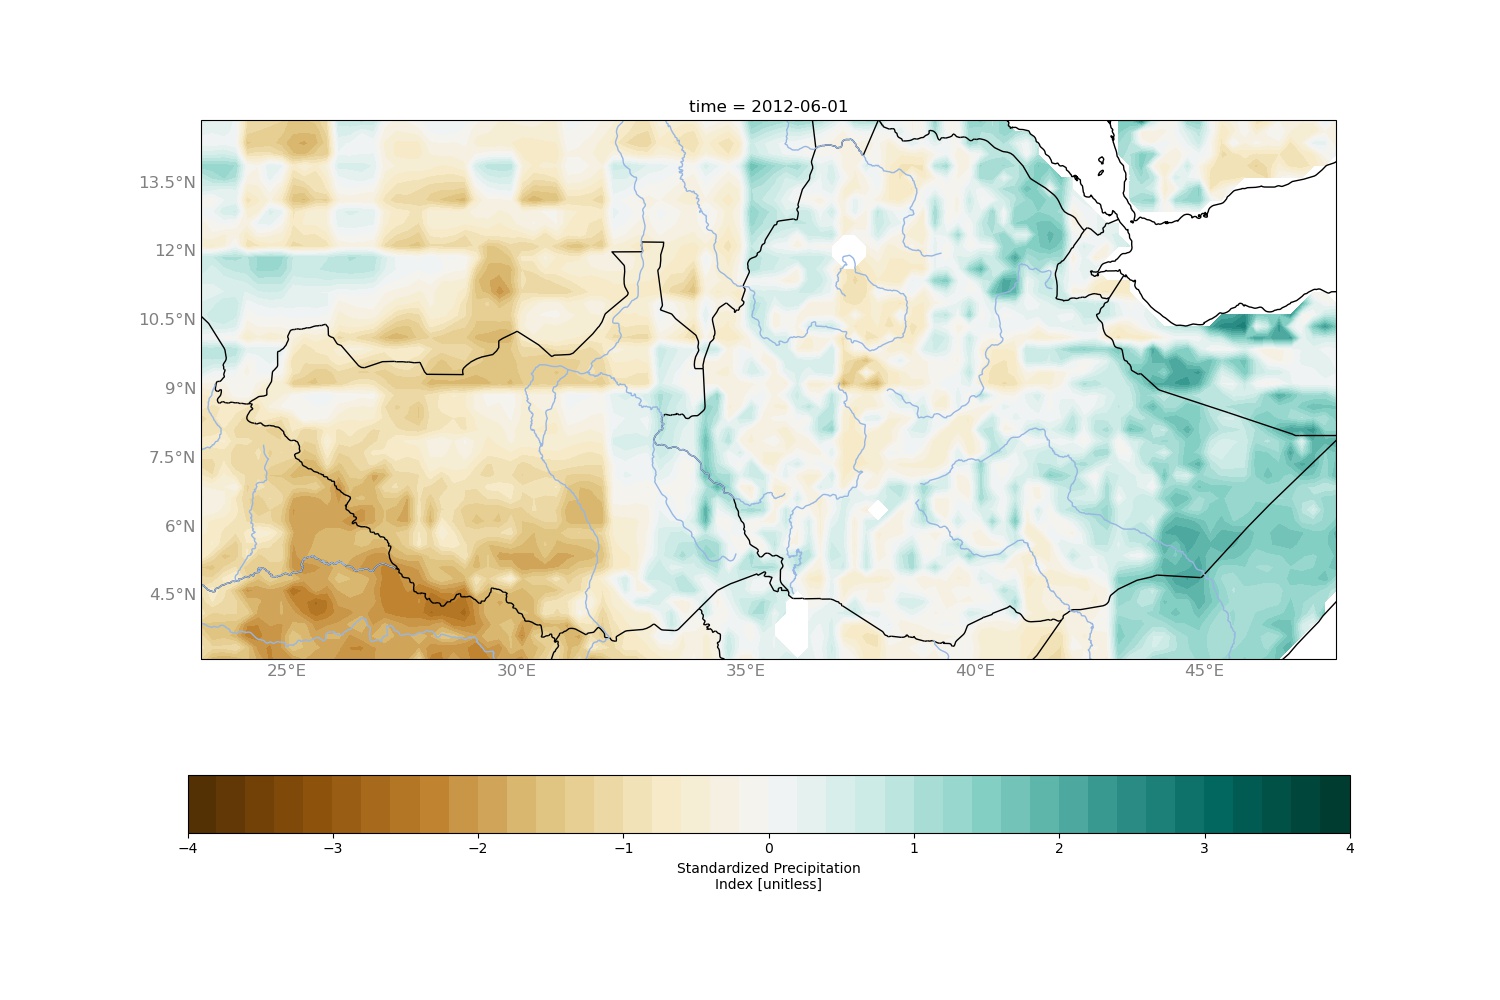 time = 2012-06-01
13.5°N
12°N
10.5°N
9°N
7.5°N
6°N
4.5°N
25°E 30°E 35°E 40°E 45°E
−4 −3 −2 −1 0 1 2 3 4
Standardized Precipitation
Index [unitless]